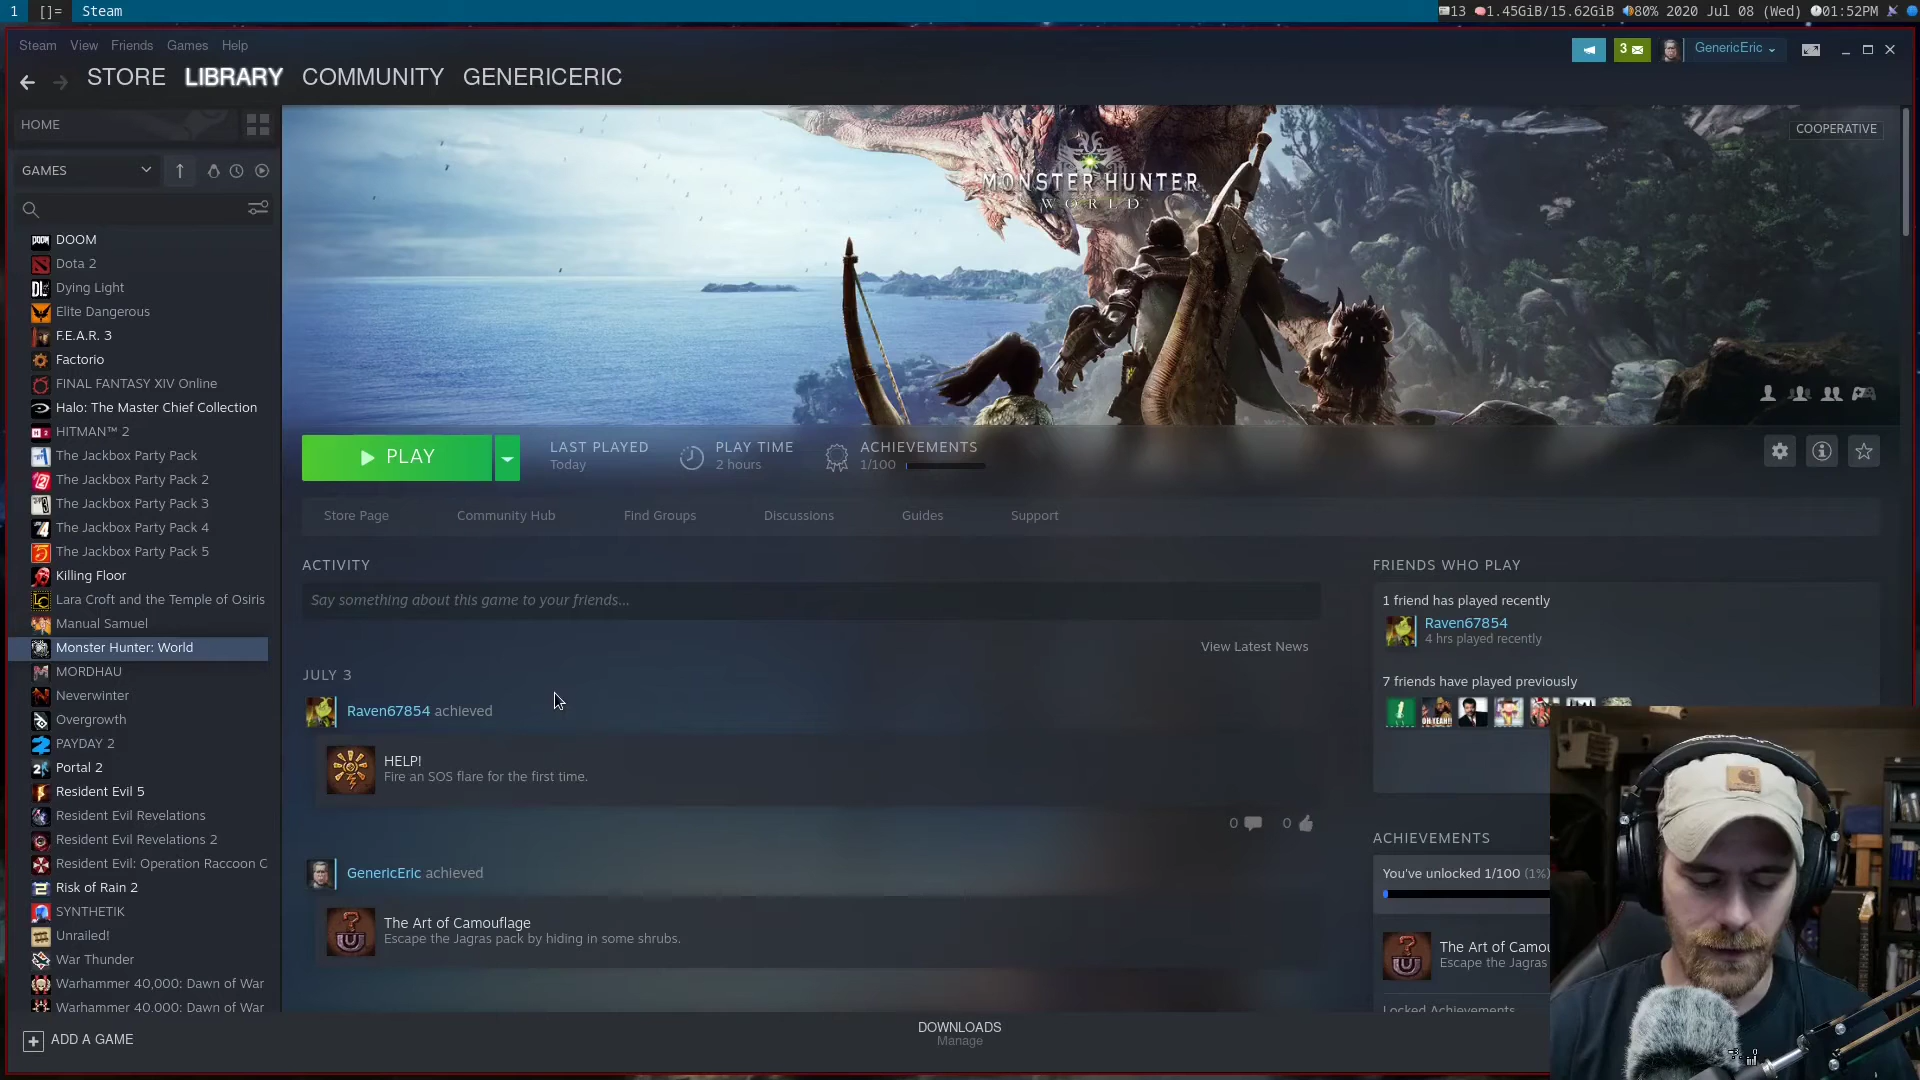 1 []= Steam
13 1.45GiB/15.62GiB 80% 2020 Jul 08 (Wed) 01:52PM
Steam View Friends Games Help
3 GenericEric
STORE LIBRARY COMMUNITY GENERICERIC
HOME
GAMES
DOOM
Dota 2
Dying Light
Elite Dangerous
F.E.A.R. 3
Factorio
FINAL FANTASY XIV Online
Halo: The Master Chief Collection
HITMAN™ 2
The Jackbox Party Pack
The Jackbox Party Pack 2
The Jackbox Party Pack 3
The Jackbox Party Pack 4
The Jackbox Party Pack 5
Killing Floor
Lara Croft and the Temple of Osiris
Manual Samuel
Monster Hunter: World
MORDHAU
Neverwinter
Overgrowth
PAYDAY 2
Portal 2
Resident Evil 5
Resident Evil Revelations
Resident Evil Revelations 2
Resident Evil: Operation Raccoon C
Risk of Rain 2
SYNTHETIK
Unrailed!
War Thunder
Warhammer 40,000: Dawn of War
Warhammer 40,000: Dawn of War
ADD A GAME
COOPERATIVE
MONSTER HUNTER
WORLD
PLAY
LAST PLAYED
Today
PLAY TIME
2 hours
ACHIEVEMENTS
1/100
Store Page Community Hub Find Groups Discussions Guides Support
ACTIVITY
Say something about this game to your friends...
View Latest News
JULY 3
Raven67854 achieved
HELP!
Fire an SOS flare for the first time.
0 0
GenericEric achieved
The Art of Camouflage
Escape the Jagras pack by hiding in some shrubs.
FRIENDS WHO PLAY
1 friend has played recently
Raven67854
4 hrs played recently
7 friends have played previously
ACHIEVEMENTS
You've unlocked 1/100 (1%)
The Art of Camou
Escape the Jagras
Locked Achievements
DOWNLOADS
Manage